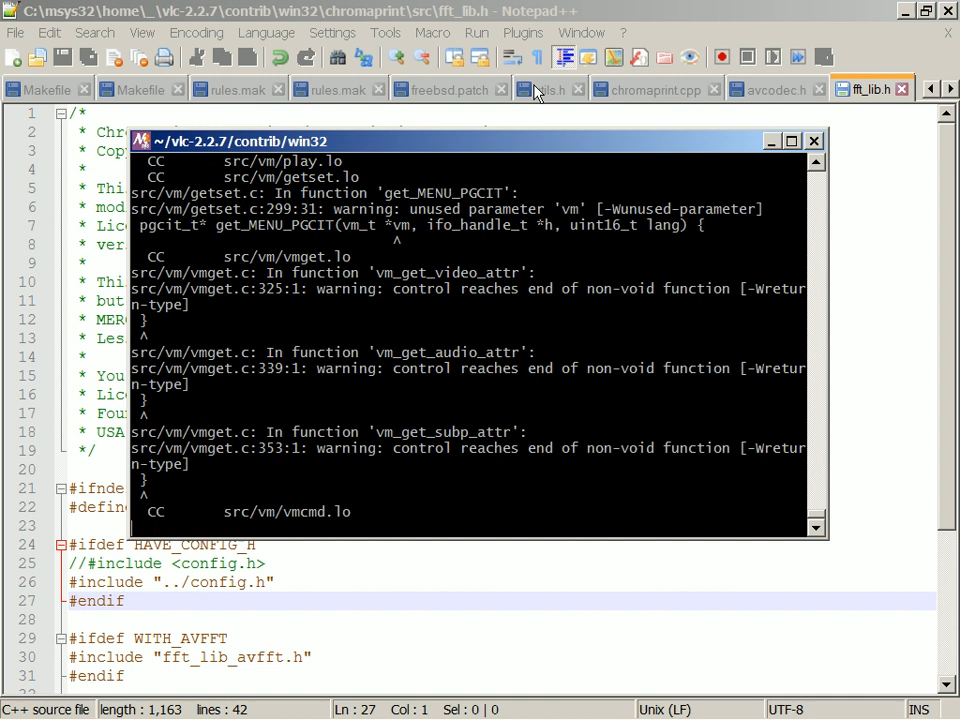 C:\msys32\home\_\vlc-2.2.7\contrib\win32\chromaprint\src\fft_lib.h - Notepad++
File Edit Search View Encoding Language Settings Tools Macro Run Plugins Window ? X
Makefile Makefile rules.mak rules.mak freebsd.patch chromaprint.cpp avcodec.h fft_lib.h
1 /*
2 * Chr
3 * Cop
4 *
5 * Thi
6 * mod
7 * Lic
8 * ver
9 *
10 * Thi
11 * but
12 * MER
13 * Les
14 *
15 * You
16 * Lic
17 * Fou
18 * USA
19 */
20
21 #ifnde
22 #defin
23
24 #ifdef HAVE_CONFIG_H
25 //#include <config.h>
26 #include "../config.h"
27 #endif
28
29 #ifdef WITH_AVFFT
30 #include "fft_lib_avfft.h"
31 #endif
32
~/vlc-2.2.7/contrib/win32
CC src/vm/play.lo
CC src/vm/getset.lo
src/vm/getset.c: In function 'get_MENU_PGCIT':
src/vm/getset.c:299:31: warning: unused parameter 'vm' [-Wunused-parameter]
pgcit_t* get_MENU_PGCIT(vm_t *vm, ifo_handle_t *h, uint16_t lang) {
^
CC src/vm/vmget.lo
src/vm/vmget.c: In function 'vm_get_video_attr':
src/vm/vmget.c:325:1: warning: control reaches end of non-void function [-Wretur
n-type]
}
^
src/vm/vmget.c: In function 'vm_get_audio_attr':
src/vm/vmget.c:339:1: warning: control reaches end of non-void function [-Wretur
n-type]
}
^
src/vm/vmget.c: In function 'vm_get_subp_attr':
src/vm/vmget.c:353:1: warning: control reaches end of non-void function [-Wretur
n-type]
}
^
CC src/vm/vmcmd.lo
C++ source file length : 1,163 lines : 42 Ln : 27 Col : 1 Sel : 0 | 0 Unix (LF) UTF-8 INS